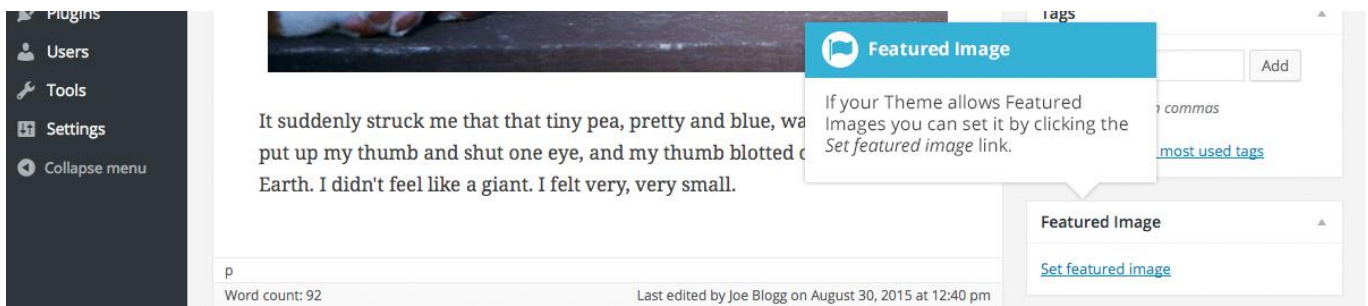 Plugins
Users
Tools
Settings
Collapse menu
It suddenly struck me that that tiny pea, pretty and blue,
put up my thumb and shut one eye, and my thumb blotted
Earth. I didn't feel like a giant. I felt very, very small.
p
Word count: 92
Last edited by Joe Blogg on August 30, 2015 at 12:40 pm
Featured Image
If your Theme allows Featured
Images you can set it by clicking the
Set featured image link.
Tags
Add
commas
most used tags
Featured Image
Set featured image